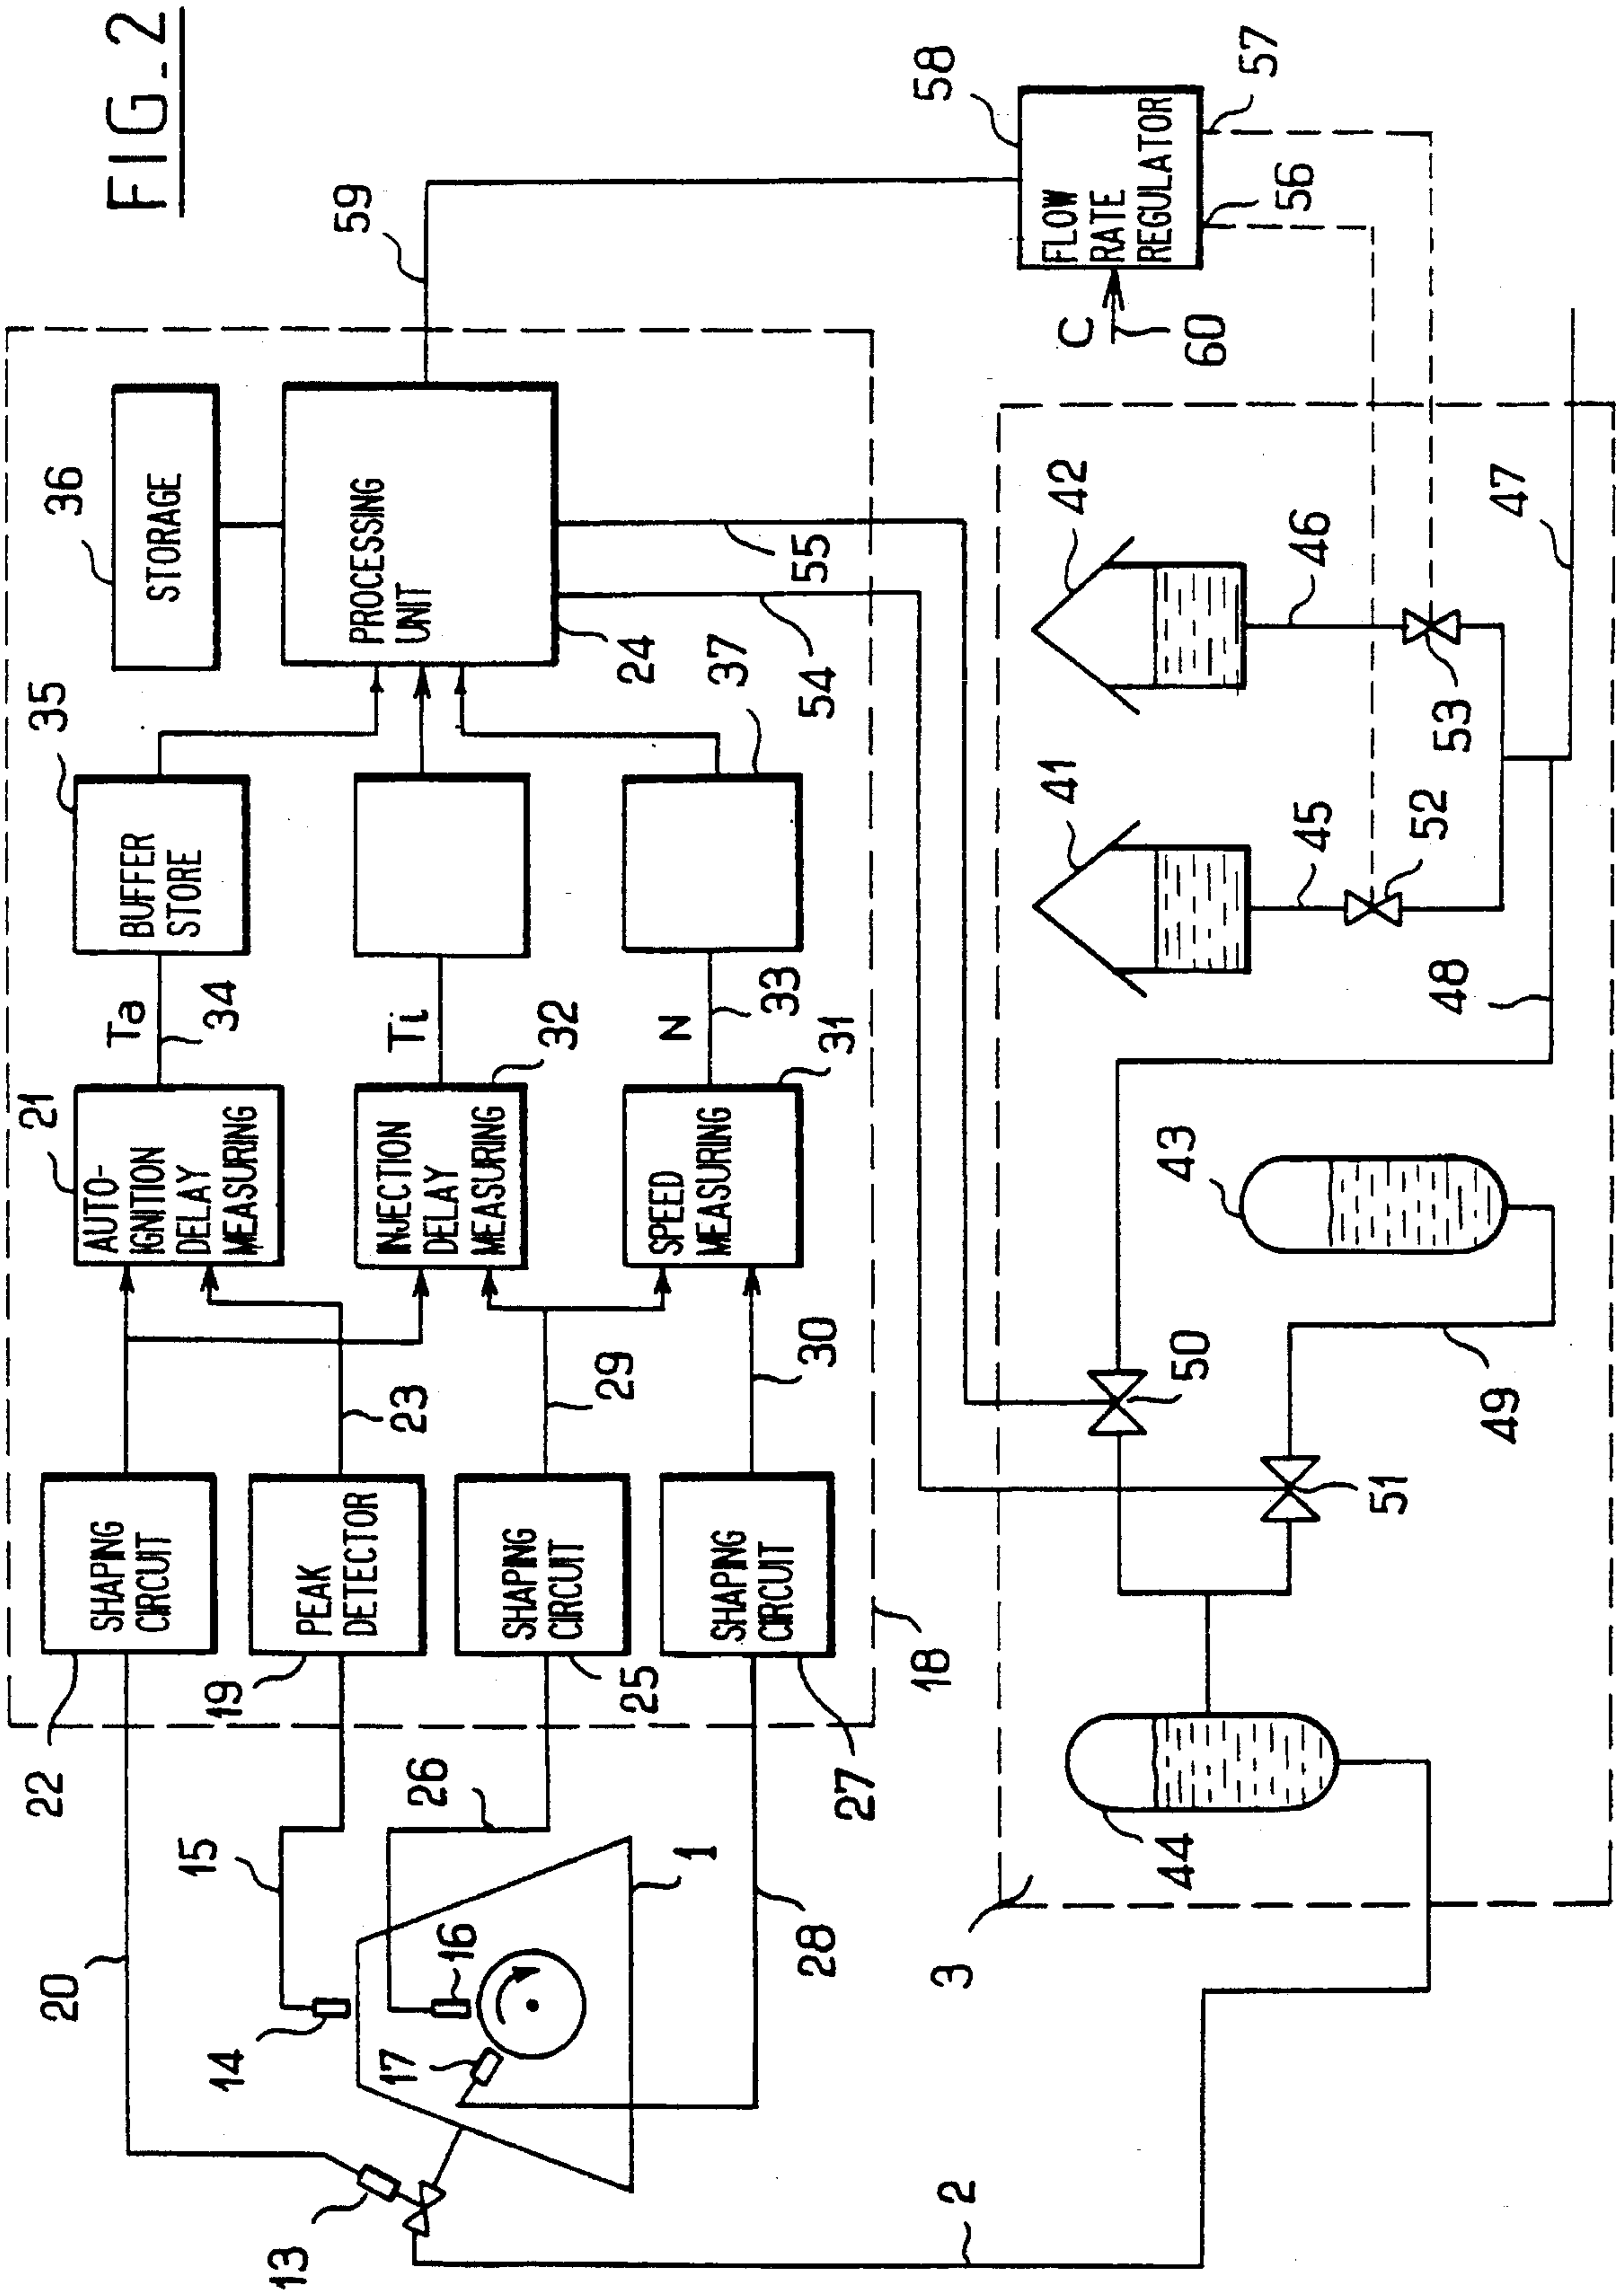 FIG_2
36
STORAGE
35
BUFFER
STORE
21
AUTO-
IGNITION
DELAY
MEASURING
Ta
34
22
SHAPING
CIRCUIT
19
PEAK
DETECTOR
23
20
15
14
13
59
PROCESSING
UNIT
24
Ti
32
INJECTION
DELAY
MEASURING
29
SHAPING
CIRCUIT
25
26
16
17
1
55
54
37
N
33
31
SPEED
MEASURING
30
SHAPING
CIRCUIT
27
28
18
58
FLOW
RATE
REGULATOR
C
60
56
57
42
46
41
45
53
52
47
48
43
50
49
51
44
3
2